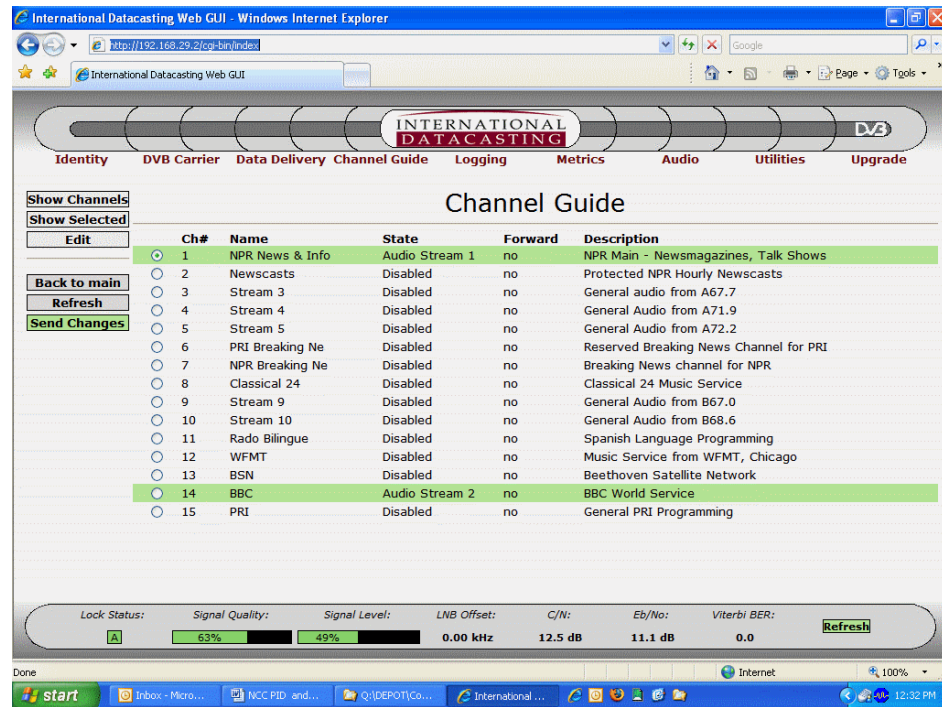 International Datacasting Web GUI - Windows Internet Explorer
http://192.168.29.2/cgi-bin/index
Google
International Datacasting Web GUI
Page
Tools
INTERNATIONAL
DATACASTING
DVB
Identity DVB Carrier Data Delivery Channel Guide Logging Metrics Audio Utilities Upgrade
Show Channels
Show Selected
Edit
Back to main
Refresh
Send Changes
Channel Guide
Ch# Name State Forward Description
1 NPR News & Info Audio Stream 1 no NPR Main - Newsmagazines, Talk Shows
2 Newscasts Disabled no Protected NPR Hourly Newscasts
3 Stream 3 Disabled no General audio from A67.7
4 Stream 4 Disabled no General Audio from A71.9
5 Stream 5 Disabled no General Audio from A72.2
6 PRI Breaking Ne Disabled no Reserved Breaking News Channel for PRI
7 NPR Breaking Ne Disabled no Breaking News channel for NPR
8 Classical 24 Disabled no Classical 24 Music Service
9 Stream 9 Disabled no General Audio from B67.0
10 Stream 10 Disabled no General Audio from B68.6
11 Rado Bilingue Disabled no Spanish Language Programming
12 WFMT Disabled no Music Service from WFMT, Chicago
13 BSN Disabled no Beethoven Satellite Network
14 BBC Audio Stream 2 no BBC World Service
15 PRI Disabled no General PRI Programming
Lock Status: Signal Quality: Signal Level: LNB Offset: C/N: Eb/No: Viterbi BER:
A 63% 49% 0.00 kHz 12.5 dB 11.1 dB 0.0 Refresh
Done Internet 100%
start Inbox - Micro... NCC PID and... Q:\DEPOT\Co... International ... 12:32 PM